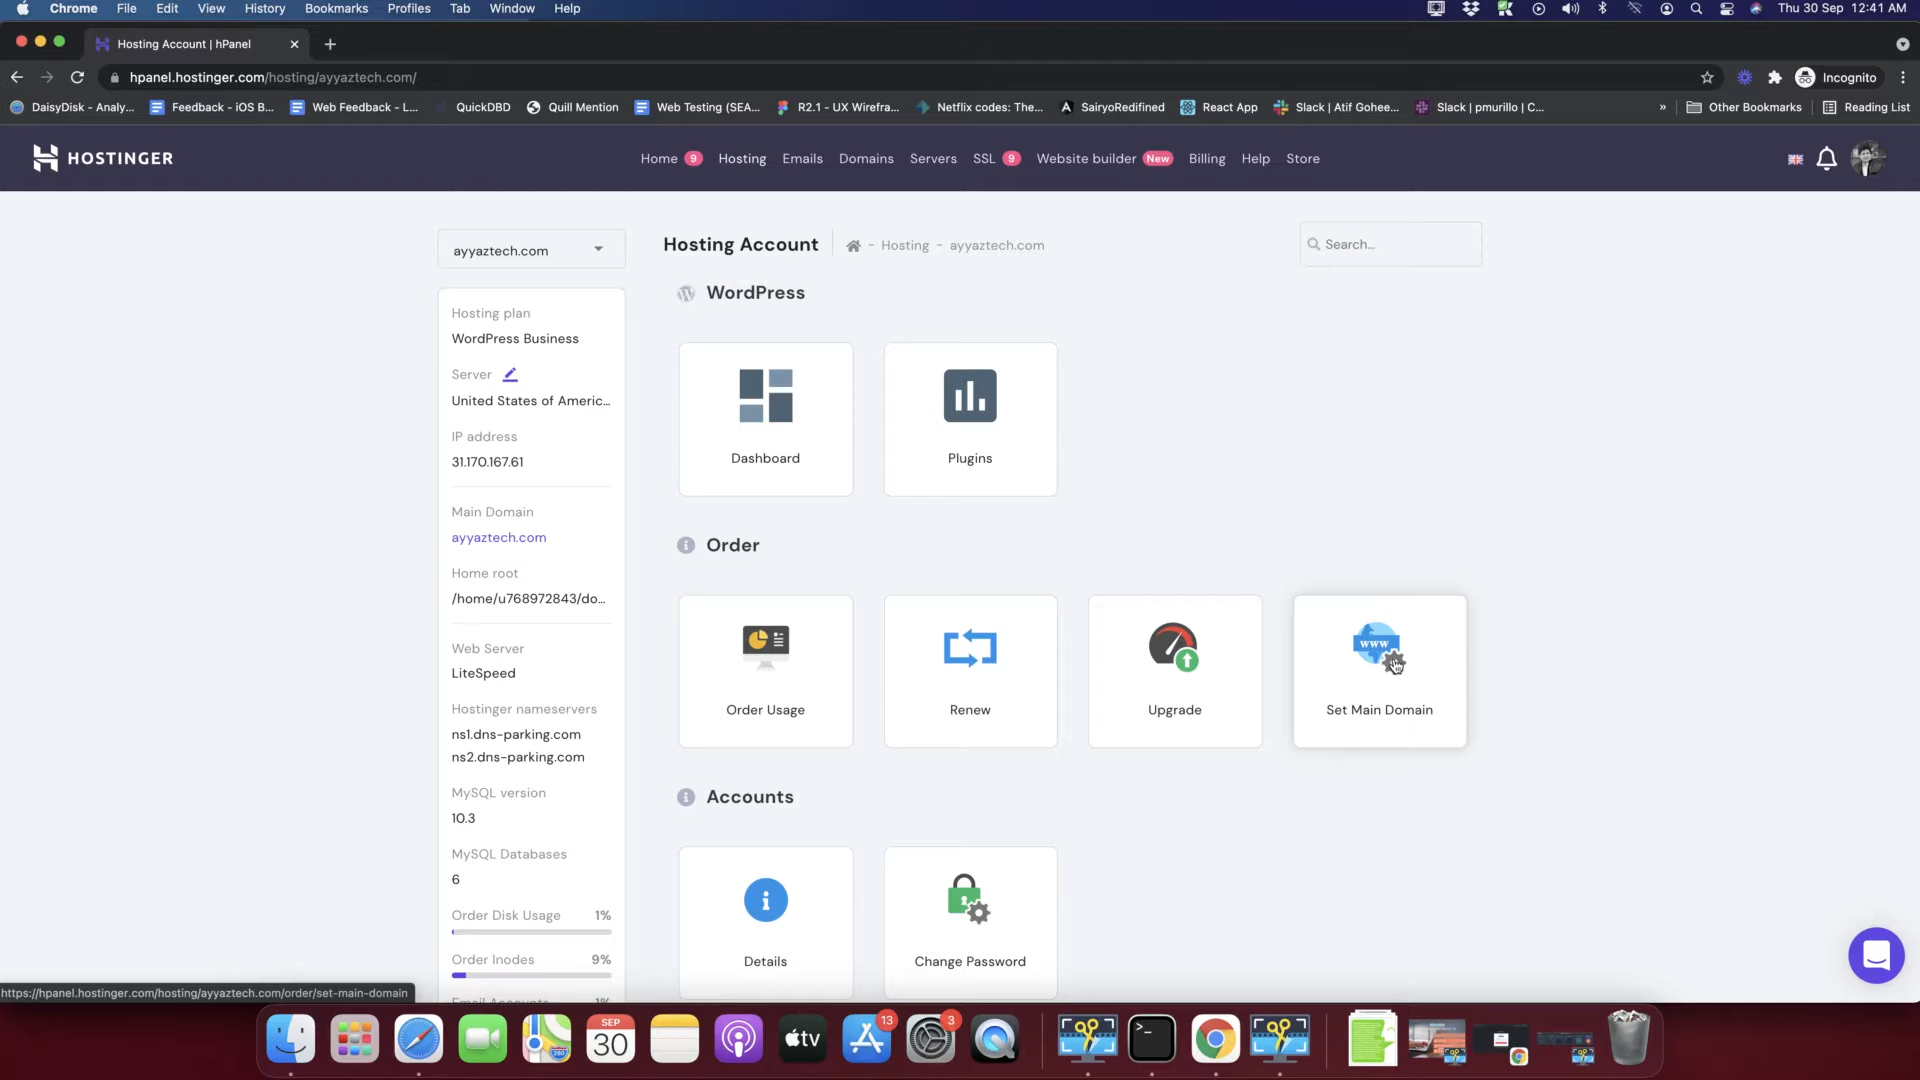 Chrome File Edit View History Bookmarks Profiles Tab Window Help Thu 30 Sep 12:41 AM
Hosting Account | hPanel
hpanel.hostinger.com/hosting/ayyaztech.com/ Incognito
DaisyDisk - Analy... Feedback - iOS B... Web Feedback - L... QuickDBD Quill Mention Web Testing (SEA... R2.1 - UX Wirefra... Netflix codes: The... SairyoRedifined React App Slack | Atif Gohee... Slack | pmurillo | C... » Other Bookmarks Reading List
HOSTINGER Home 9 Hosting Emails Domains Servers SSL 9 Website builder New Billing Help Store
ayyaztech.com
Hosting Account - Hosting - ayyaztech.com
Search...
Hosting plan
WordPress Business
Server
United States of Americ...
IP address
31.170.167.61
Main Domain
ayyaztech.com
Home root
/home/u768972843/do...
Web Server
LiteSpeed
Hostinger nameservers
ns1.dns-parking.com
ns2.dns-parking.com
MySQL version
10.3
MySQL Databases
6
Order Disk Usage 1%
Order Inodes 9%
Email Accounts 1%
WordPress
Dashboard Plugins
Order
www
Order Usage Renew Upgrade Set Main Domain
Accounts
Details Change Password
https://hpanel.hostinger.com/hosting/ayyaztech.com/order/set-main-domain
280
SEP
30
tv
13
3
>_